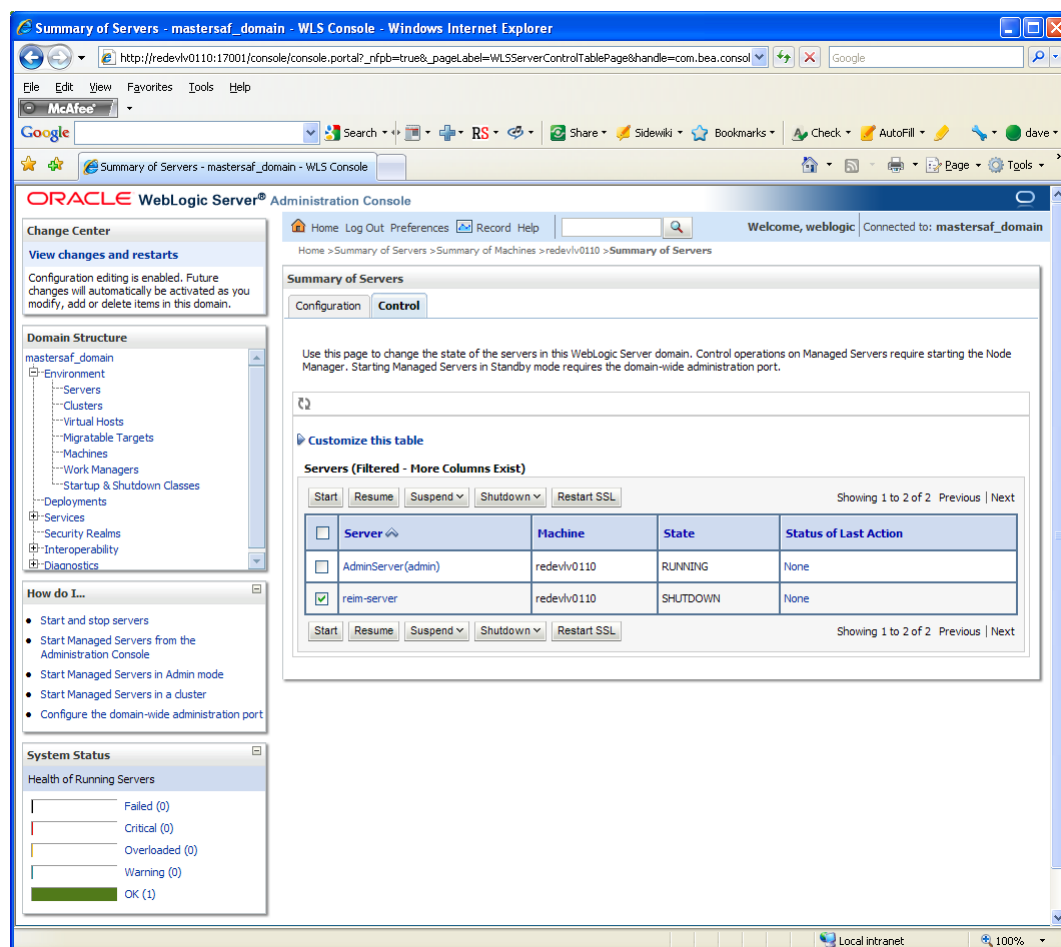 Summary of Servers - mastersaf_domain - WLS Console - Windows Internet Explorer
http://redevlv0110:17001/console/console.portal?_nfpb=true&_pageLabel=WLSServerControlTablePage&handle=com.bea.consol
Google
File Edit View Favorites Tools Help
McAfee
Google Search RS Share Sidewiki Bookmarks Check AutoFill dave
Summary of Servers - mastersaf_domain - WLS Console
Page Tools
ORACLE WebLogic Server® Administration Console
Change Center
View changes and restarts
Configuration editing is enabled. Future
changes will automatically be activated as you
modify, add or delete items in this domain.
Domain Structure
mastersaf_domain
Environment
Servers
Clusters
Virtual Hosts
Migratable Targets
Machines
Work Managers
Startup & Shutdown Classes
Deployments
Services
Security Realms
Interoperability
Diagnostics
How do I...
Start and stop servers
Start Managed Servers from the
Administration Console
Start Managed Servers in Admin mode
Start Managed Servers in a cluster
Configure the domain-wide administration port
System Status
Health of Running Servers
Failed (0)
Critical (0)
Overloaded (0)
Warning (0)
OK (1)
Home Log Out Preferences Record Help
Welcome, weblogic Connected to: mastersaf_domain
Home >Summary of Servers >Summary of Machines >redevlv0110 >Summary of Servers
Summary of Servers
Configuration Control
Use this page to change the state of the servers in this WebLogic Server domain. Control operations on Managed Servers require starting the Node
Manager. Starting Managed Servers in Standby mode requires the domain-wide administration port.
Customize this table
Servers (Filtered - More Columns Exist)
Start Resume Suspend Shutdown Restart SSL Showing 1 to 2 of 2 Previous | Next
Server Machine State Status of Last Action
AdminServer(admin) redevlv0110 RUNNING None
reim-server redevlv0110 SHUTDOWN None
Start Resume Suspend Shutdown Restart SSL Showing 1 to 2 of 2 Previous | Next
Local intranet 100%